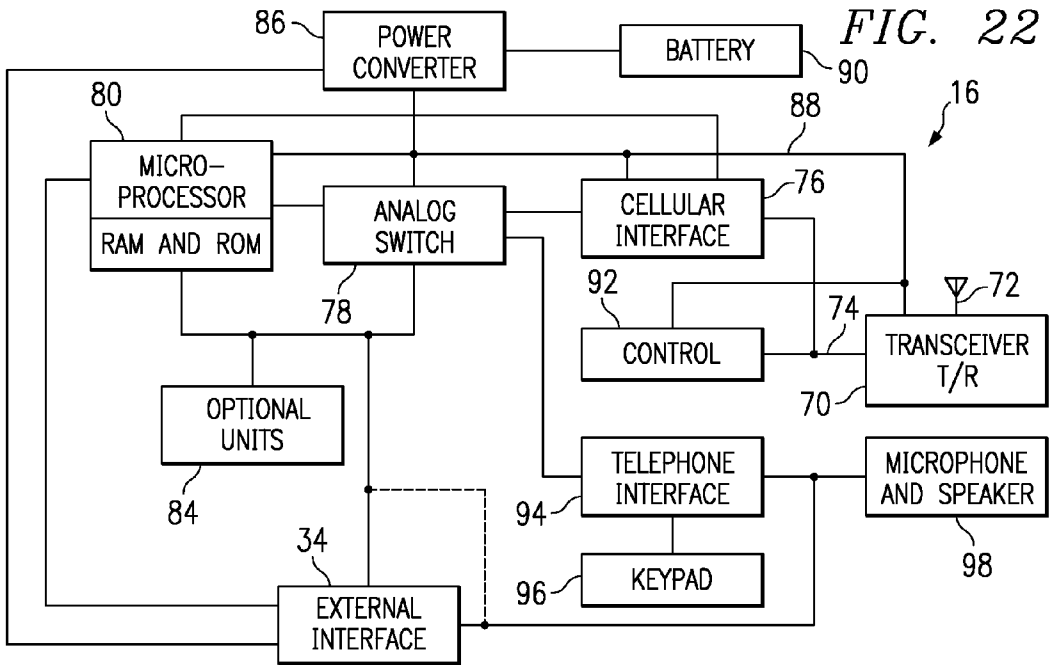 FIG. 22
86
POWER
CONVERTER
BATTERY
90
16
80
88
MICRO-
PROCESSOR
RAM AND ROM
ANALOG
SWITCH
78
CELLULAR
INTERFACE
76
92
CONTROL
74
72
TRANSCEIVER
T/R
70
OPTIONAL
UNITS
84
TELEPHONE
INTERFACE
94
MICROPHONE
AND SPEAKER
98
34
EXTERNAL
INTERFACE
KEYPAD
96